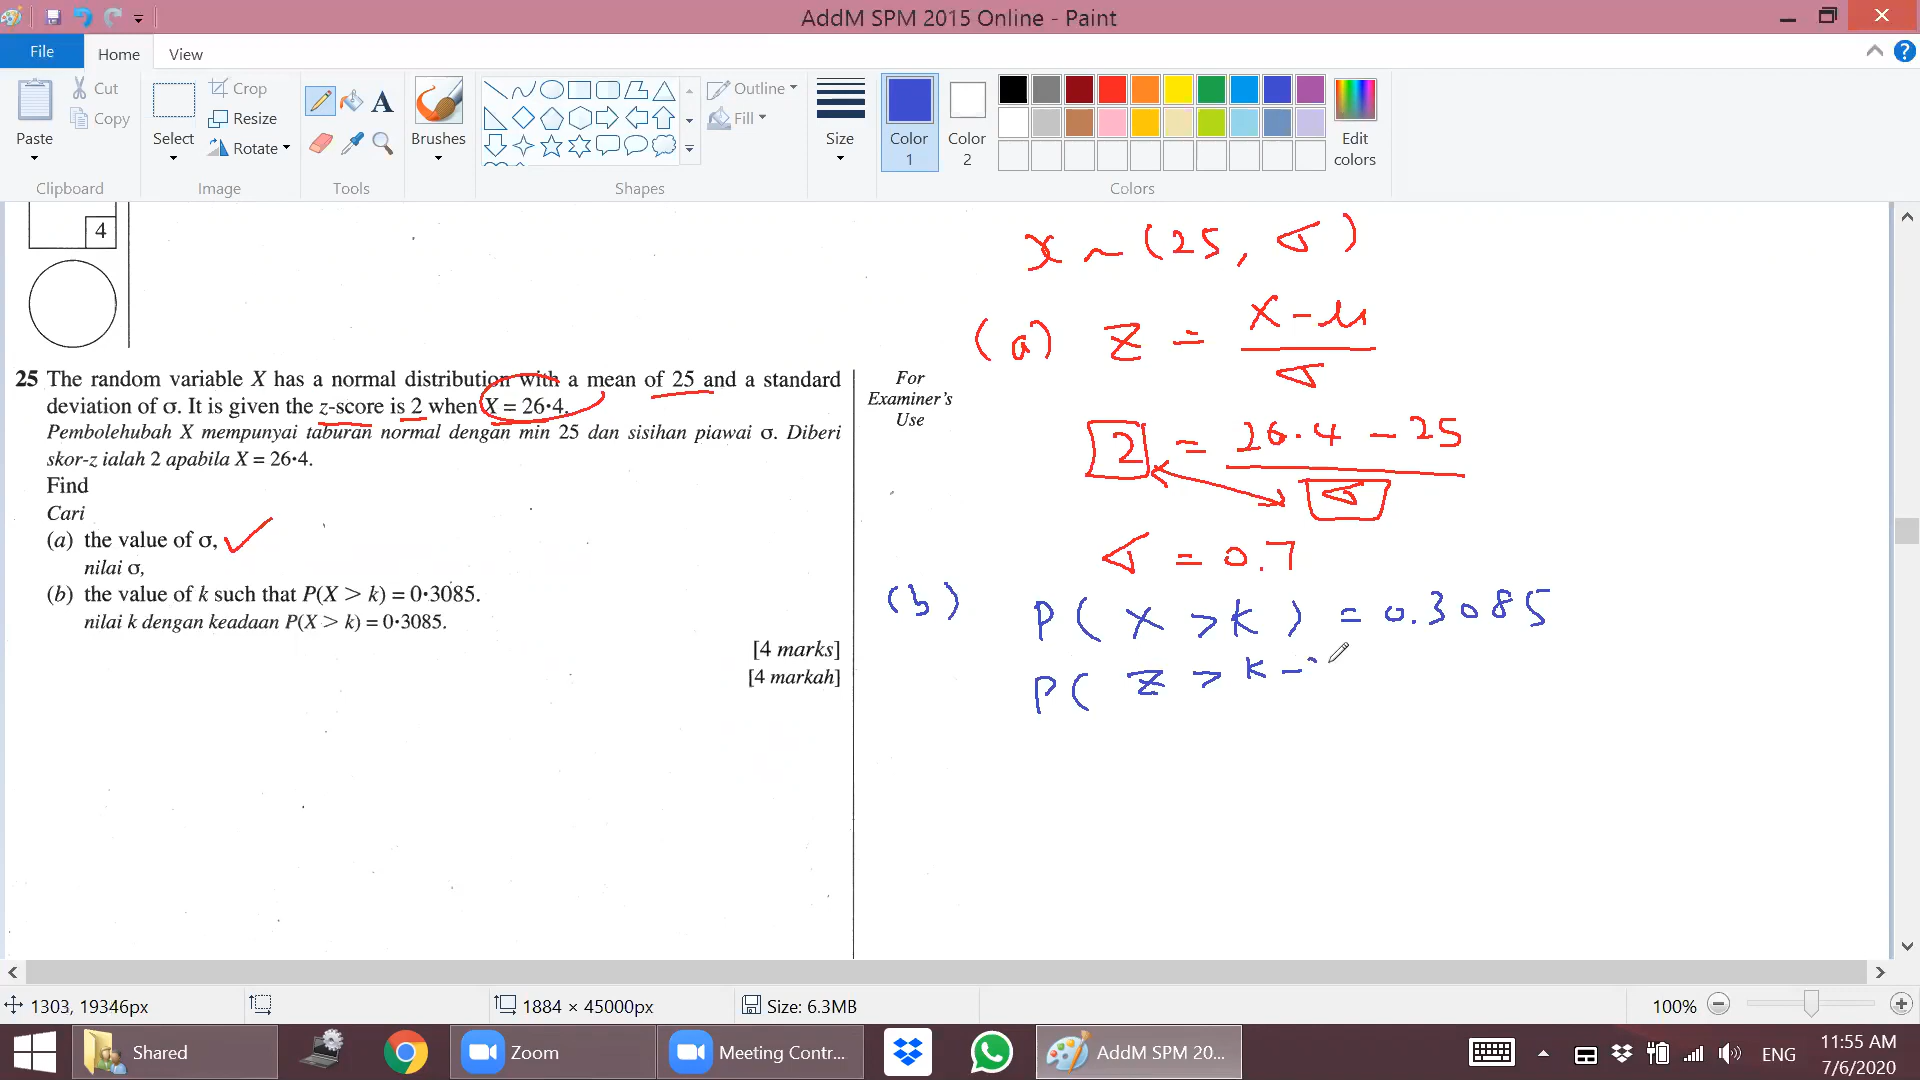 AddM SPM 2015 Online - Paint
File Home View
Paste
Cut
Copy
Clipboard
Select
Crop
Resize
Rotate
Image
Tools
Brushes
Outline
Fill
Shapes
Size
Color 1
Color 2
Edit colors
Colors
4
25 The random variable X has a normal distribution with a mean of 25 and a standard
deviation of σ. It is given the z-score is 2 when X = 26·4.
Pembolehubah X mempunyai taburan normal dengan min 25 dan sisihan piawai σ. Diberi
skor-z ialah 2 apabila X = 26·4.
Find
Cari
(a) the value of σ,
nilai σ,
(b) the value of k such that P(X > k) = 0·3085.
nilai k dengan keadaan P(X > k) = 0·3085.
[4 marks]
[4 markah]
For
Examiner's
Use
x ~ (25, σ)
(a) Z = X - μ
σ
2 = 26.4 - 25
σ
σ = 0.7
(b) P( X > k ) = 0.3085
P( Z > k -
1303, 19346px
1884 × 45000px
Size: 6.3MB
100%
Shared
Zoom
Meeting Contr...
AddM SPM 20...
ENG
11:55 AM
7/6/2020